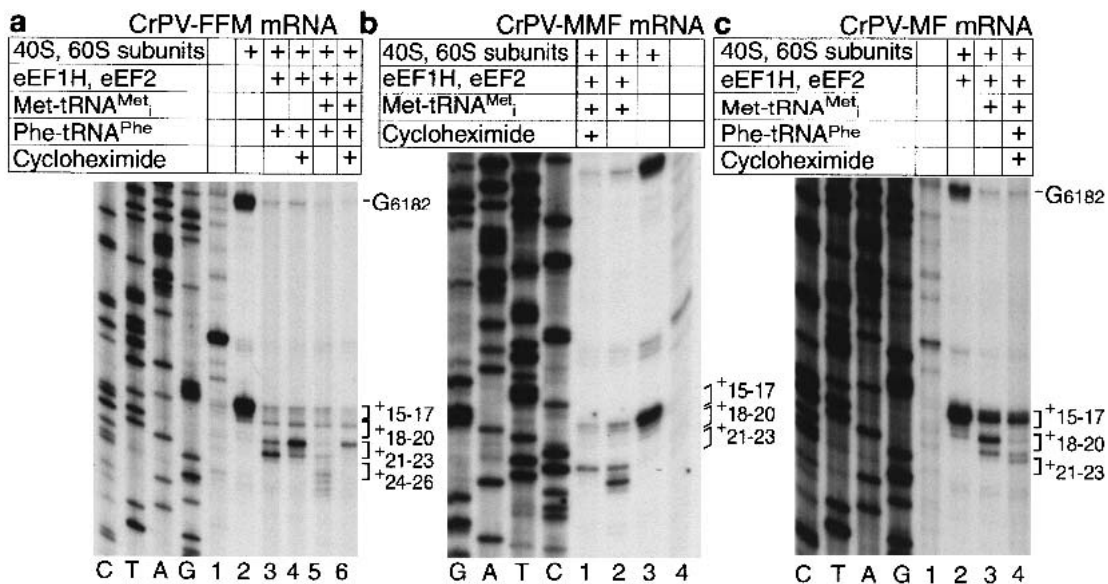 a CrPV-FFM mRNA
40S, 60S subunits + + + + +
eEF1H, eEF2 + + + +
Met-tRNAMeti + +
Phe-tRNAPhe + + + +
Cycloheximide + +
G6182
+15-17
+18-20
+21-23
+24-26
C T A G 1 2 3 4 5 6
b CrPV-MMF mRNA
40S, 60S subunits + + +
eEF1H, eEF2 + +
Met-tRNAMeti + +
Cycloheximide +
+15-17
+18-20
+21-23
G A T C 1 2 3 4
c CrPV-MF mRNA
40S, 60S subunits + + +
eEF1H, eEF2 + + +
Met-tRNAMeti + +
Phe-tRNAPhe +
Cycloheximide +
G6182
+15-17
+18-20
+21-23
C T A G 1 2 3 4